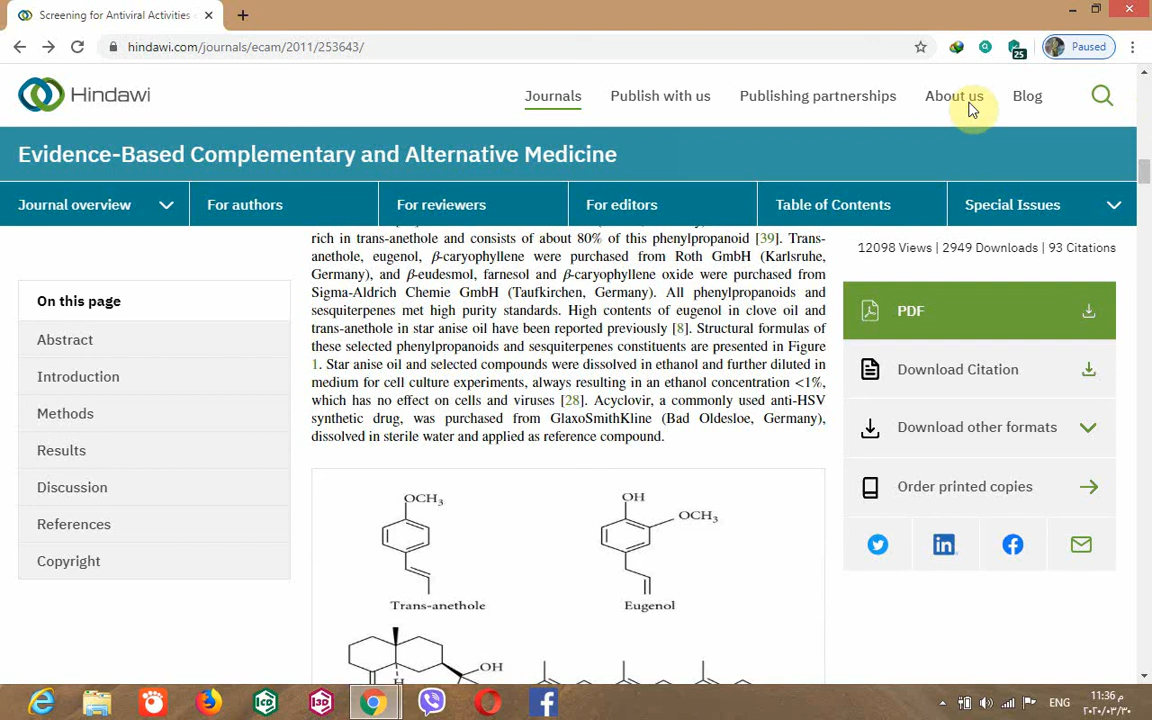 Screening for Antiviral Activities
hindawi.com/journals/ecam/2011/253643/
25
Paused
Hindawi
Journals
Publish with us
Publishing partnerships
About us
Blog
Evidence-Based Complementary and Alternative Medicine
Journal overview
For authors
For reviewers
For editors
Table of Contents
Special Issues
On this page
Abstract
Introduction
Methods
Results
Discussion
References
Copyright
rich in trans-anethole and consists of about 80% of this phenylpropanoid [39]. Trans-
anethole, eugenol, β-caryophyllene were purchased from Roth GmbH (Karlsruhe,
Germany), and β-eudesmol, farnesol and β-caryophyllene oxide were purchased from
Sigma-Aldrich Chemie GmbH (Taufkirchen, Germany). All phenylpropanoids and
sesquiterpenes met high purity standards. High contents of eugenol in clove oil and
trans-anethole in star anise oil have been reported previously [8]. Structural formulas of
these selected phenylpropanoids and sesquiterpenes constituents are presented in Figure
1. Star anise oil and selected compounds were dissolved in ethanol and further diluted in
medium for cell culture experiments, always resulting in an ethanol concentration <1%,
which has no effect on cells and viruses [28]. Acyclovir, a commonly used anti-HSV
synthetic drug, was purchased from GlaxoSmithKline (Bad Oldesloe, Germany),
dissolved in sterile water and applied as reference compound.
OCH3
Trans-anethole
OH
OCH3
Eugenol
OH
H
12098 Views | 2949 Downloads | 93 Citations
PDF
Download Citation
Download other formats
Order printed copies
ENG
11:36 م
٢٠٢٠/٠٣/٣٠